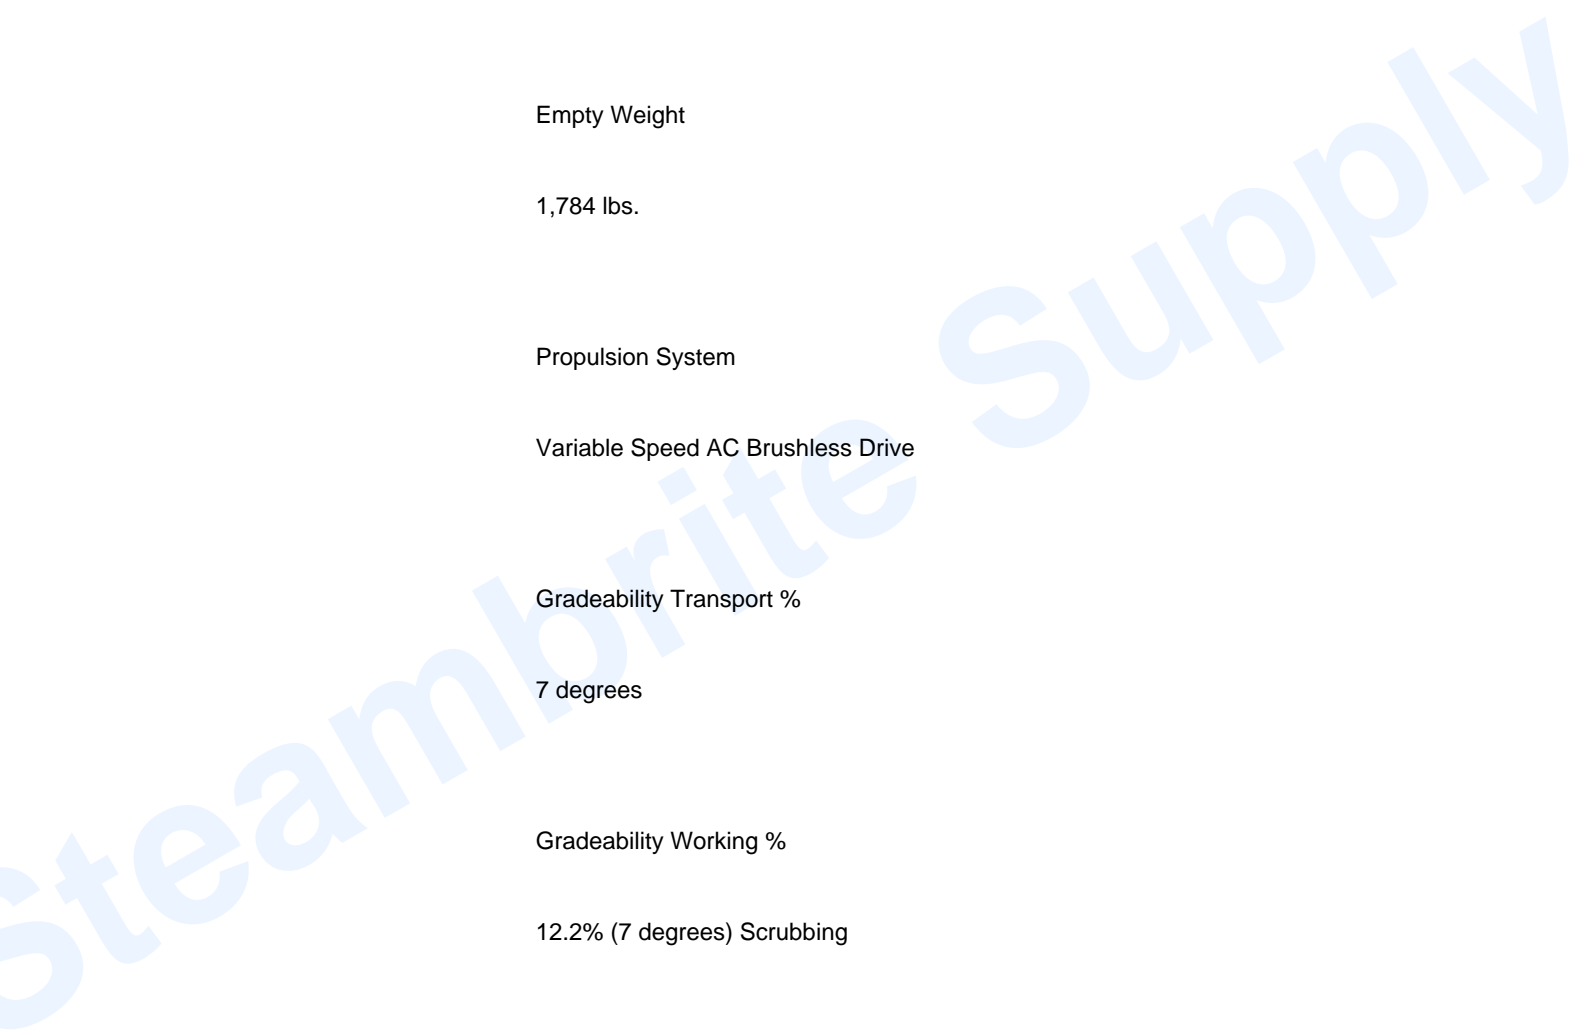 Empty Weight
1,784 lbs.
Propulsion System
Variable Speed AC Brushless Drive
Gradeability Transport %
7 degrees
Gradeability Working %
12.2% (7 degrees) Scrubbing
Steambrite Supply